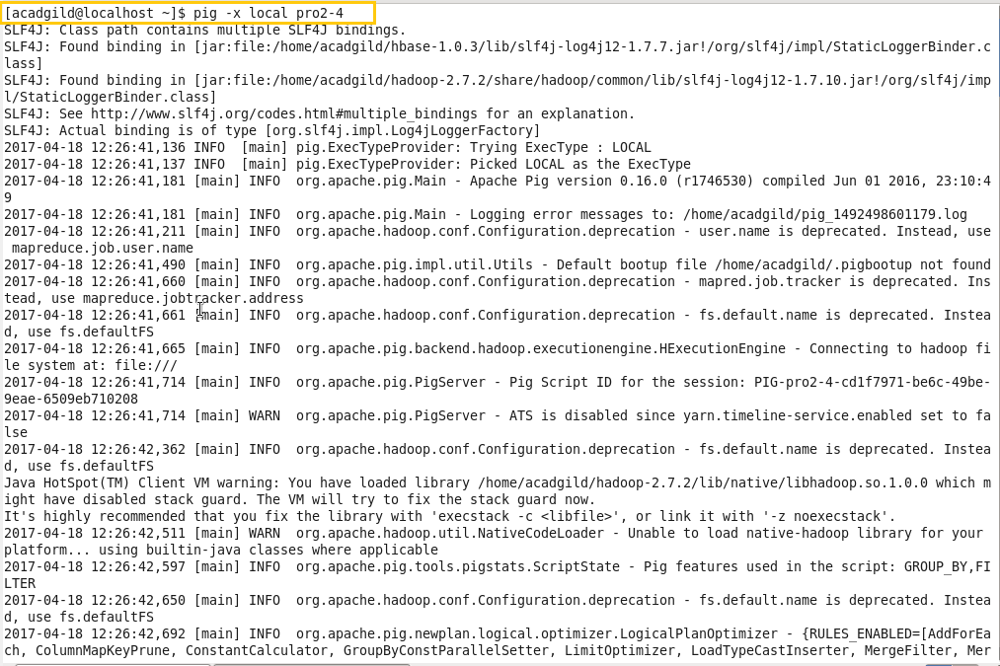 [acadgild@localhost ~]$ pig -x local pro2-4
SLF4J: Class path contains multiple SLF4J bindings.
SLF4J: Found binding in [jar:file:/home/acadgild/hbase-1.0.3/lib/slf4j-log4j12-1.7.7.jar!/org/slf4j/impl/StaticLoggerBinder.c
lass]
SLF4J: Found binding in [jar:file:/home/acadgild/hadoop-2.7.2/share/hadoop/common/lib/slf4j-log4j12-1.7.10.jar!/org/slf4j/imp
l/StaticLoggerBinder.class]
SLF4J: See http://www.slf4j.org/codes.html#multiple_bindings for an explanation.
SLF4J: Actual binding is of type [org.slf4j.impl.Log4jLoggerFactory]
2017-04-18 12:26:41,136 INFO  [main] pig.ExecTypeProvider: Trying ExecType : LOCAL
2017-04-18 12:26:41,137 INFO  [main] pig.ExecTypeProvider: Picked LOCAL as the ExecType
2017-04-18 12:26:41,181 [main] INFO  org.apache.pig.Main - Apache Pig version 0.16.0 (r1746530) compiled Jun 01 2016, 23:10:4
9
2017-04-18 12:26:41,181 [main] INFO  org.apache.pig.Main - Logging error messages to: /home/acadgild/pig_1492498601179.log
2017-04-18 12:26:41,211 [main] INFO  org.apache.hadoop.conf.Configuration.deprecation - user.name is deprecated. Instead, use
 mapreduce.job.user.name
2017-04-18 12:26:41,490 [main] INFO  org.apache.pig.impl.util.Utils - Default bootup file /home/acadgild/.pigbootup not found
2017-04-18 12:26:41,660 [main] INFO  org.apache.hadoop.conf.Configuration.deprecation - mapred.job.tracker is deprecated. Ins
tead, use mapreduce.jobtracker.address
2017-04-18 12:26:41,661 [main] INFO  org.apache.hadoop.conf.Configuration.deprecation - fs.default.name is deprecated. Instea
d, use fs.defaultFS
2017-04-18 12:26:41,665 [main] INFO  org.apache.pig.backend.hadoop.executionengine.HExecutionEngine - Connecting to hadoop fi
le system at: file:///
2017-04-18 12:26:41,714 [main] INFO  org.apache.pig.PigServer - Pig Script ID for the session: PIG-pro2-4-cd1f7971-be6c-49be-
9eae-6509eb710208
2017-04-18 12:26:41,714 [main] WARN  org.apache.pig.PigServer - ATS is disabled since yarn.timeline-service.enabled set to fa
lse
2017-04-18 12:26:42,362 [main] INFO  org.apache.hadoop.conf.Configuration.deprecation - fs.default.name is deprecated. Instea
d, use fs.defaultFS
Java HotSpot(TM) Client VM warning: You have loaded library /home/acadgild/hadoop-2.7.2/lib/native/libhadoop.so.1.0.0 which m
ight have disabled stack guard. The VM will try to fix the stack guard now.
It's highly recommended that you fix the library with 'execstack -c <libfile>', or link it with '-z noexecstack'.
2017-04-18 12:26:42,511 [main] WARN  org.apache.hadoop.util.NativeCodeLoader - Unable to load native-hadoop library for your
platform... using builtin-java classes where applicable
2017-04-18 12:26:42,597 [main] INFO  org.apache.pig.tools.pigstats.ScriptState - Pig features used in the script: GROUP_BY,FI
LTER
2017-04-18 12:26:42,650 [main] INFO  org.apache.hadoop.conf.Configuration.deprecation - fs.default.name is deprecated. Instea
d, use fs.defaultFS
2017-04-18 12:26:42,692 [main] INFO  org.apache.pig.newplan.logical.optimizer.LogicalPlanOptimizer - {RULES_ENABLED=[AddForEa
ch, ColumnMapKeyPrune, ConstantCalculator, GroupByConstParallelSetter, LimitOptimizer, LoadTypeCastInserter, MergeFilter, Mer